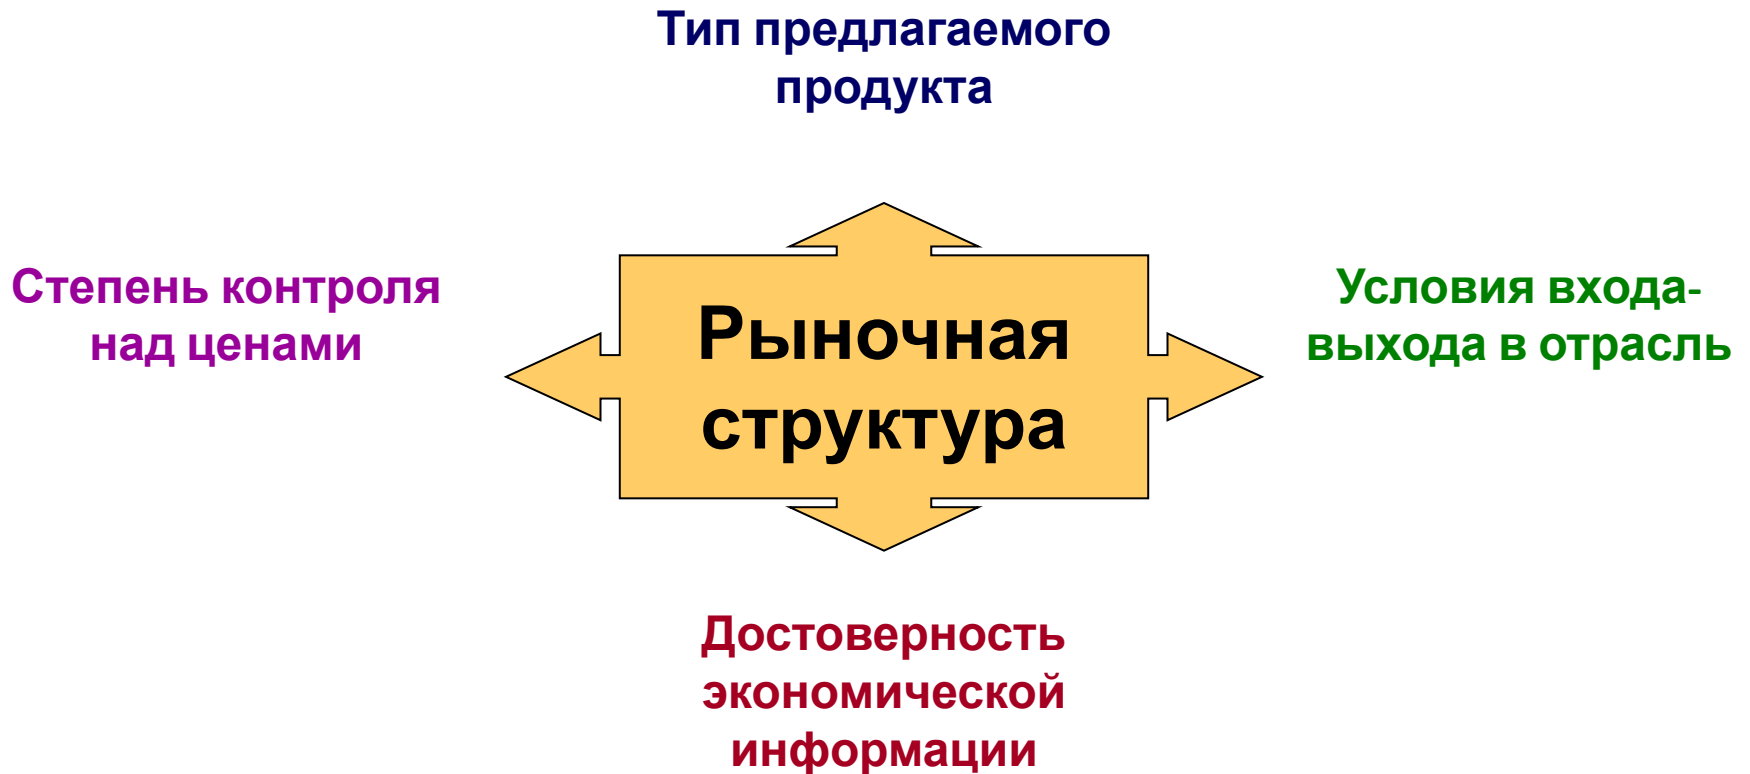 Тип предлагаемого
продукта
Степень контроля
над ценами
Рыночная
структура
Условия входа-
выхода в отрасль
Достоверность
экономической
информации